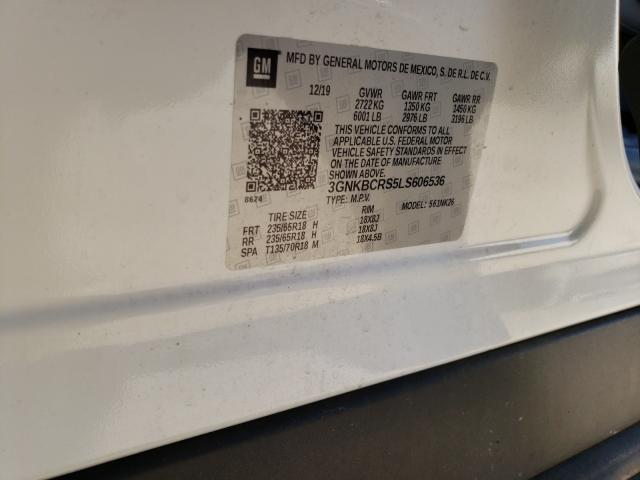 GM
MFD BY GENERAL MOTORS DE MEXICO, S. DE R.L. DE C.V.
12/19 GVWR GAWR FRT GAWR RR
2722 KG 1350 KG 1450 KG
6001 LB 2976 LB 3196 LB
THIS VEHICLE CONFORMS TO ALL
APPLICABLE U.S. FEDERAL MOTOR
VEHICLE SAFETY STANDARDS IN EFFECT
ON THE DATE OF MANUFACTURE
SHOWN ABOVE.
3GNKBCRS5LS606536
8624 TYPE: M.P.V. MODEL: 561NK26
TIRE SIZE RIM
FRT 235/65R18 H 18X8J
RR 235/65R18 H 18X8J
SPA T135/70R18 M 18X4.5B